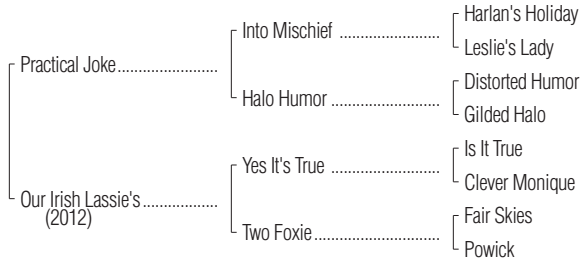 Harlan's Holiday
Into Mischief ........................
Leslie's Lady
Practical Joke........................
Distorted Humor
Halo Humor ..........................
Gilded Halo
Is It True
Yes It's True ..........................
Clever Monique
Our Irish Lassie's..................
(2012)
Fair Skies
Two Foxie..............................
Powick